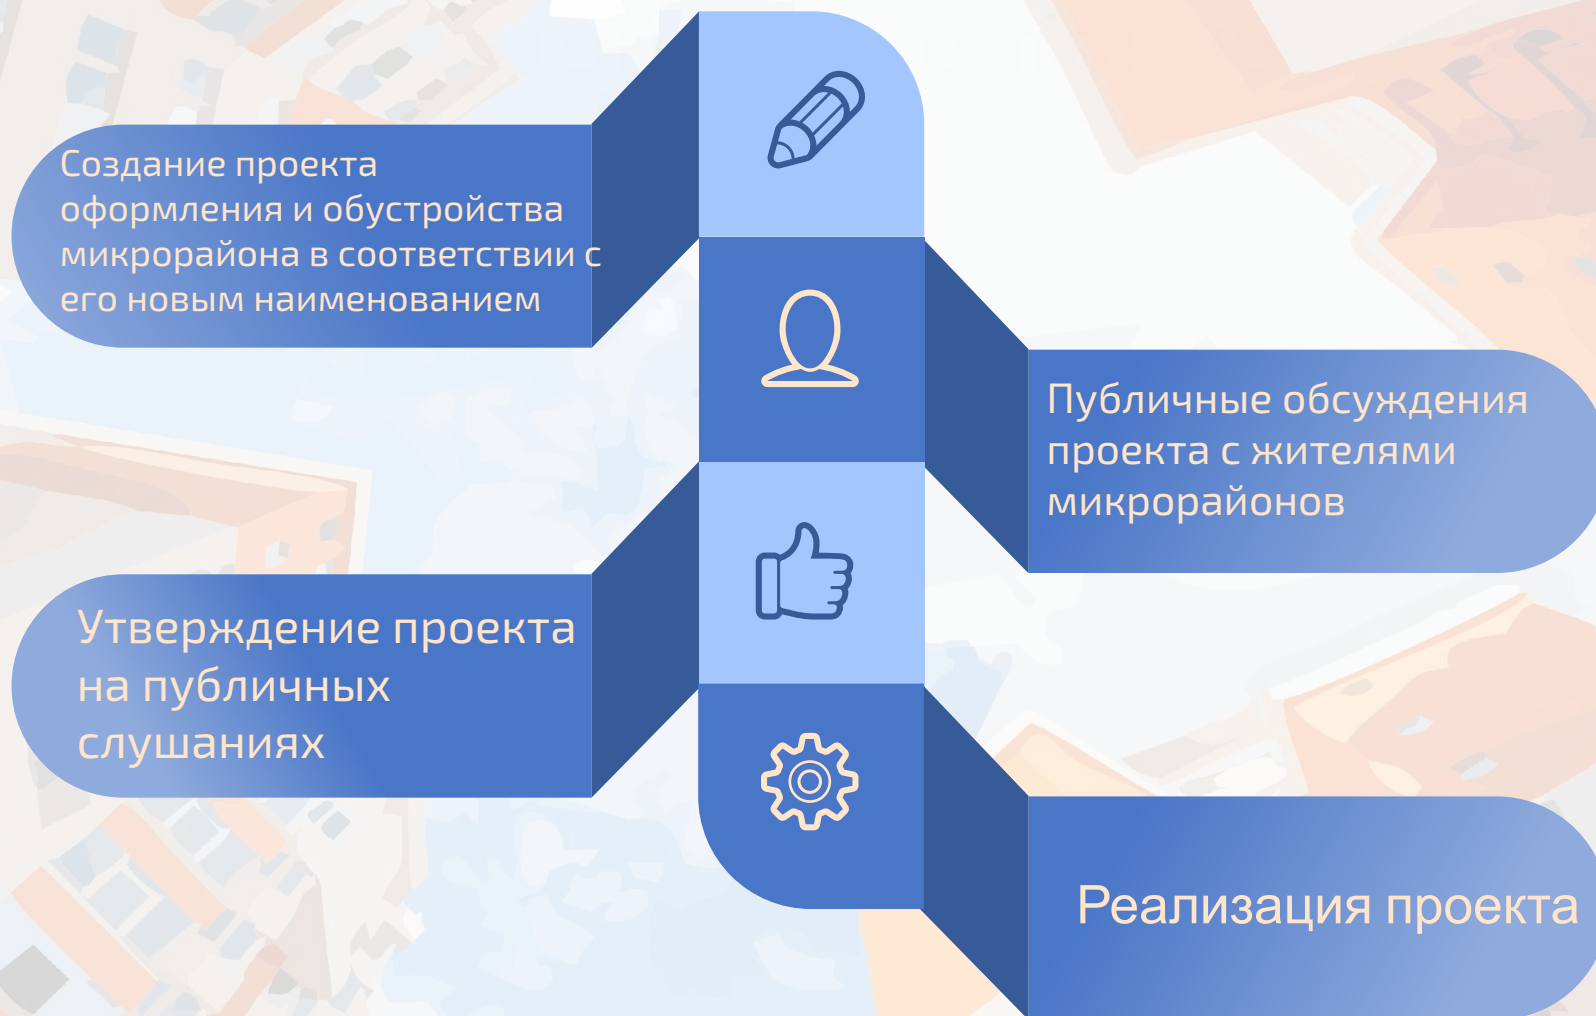 Создание проекта
оформления и обустройства
микрорайона в соответствии с
его новым наименованием
Публичные обсуждения
проекта с жителями
микрорайонов
Утверждение проекта
на публичных
слушаниях
Реализация проекта